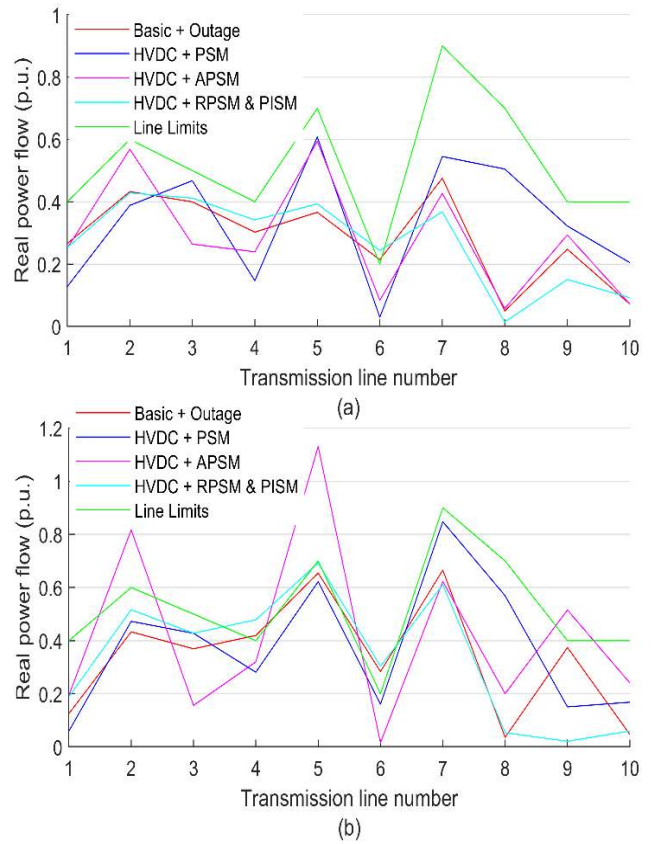 Basic + Outage
HVDC + PSM
HVDC + APSM
HVDC + RPSM & PISM
Line Limits
Real power flow (p.u.)
1
0.8
0.6
0.4
0.2
0
1 2 3 4 5 6 7 8 9 10
Transmission line number
(a)
Basic + Outage
HVDC + PSM
HVDC + APSM
HVDC + RPSM & PISM
Line Limits
Real power flow (p.u.)
1.2
1
0.8
0.6
0.4
0.2
0
1 2 3 4 5 6 7 8 9 10
Transmission line number
(b)